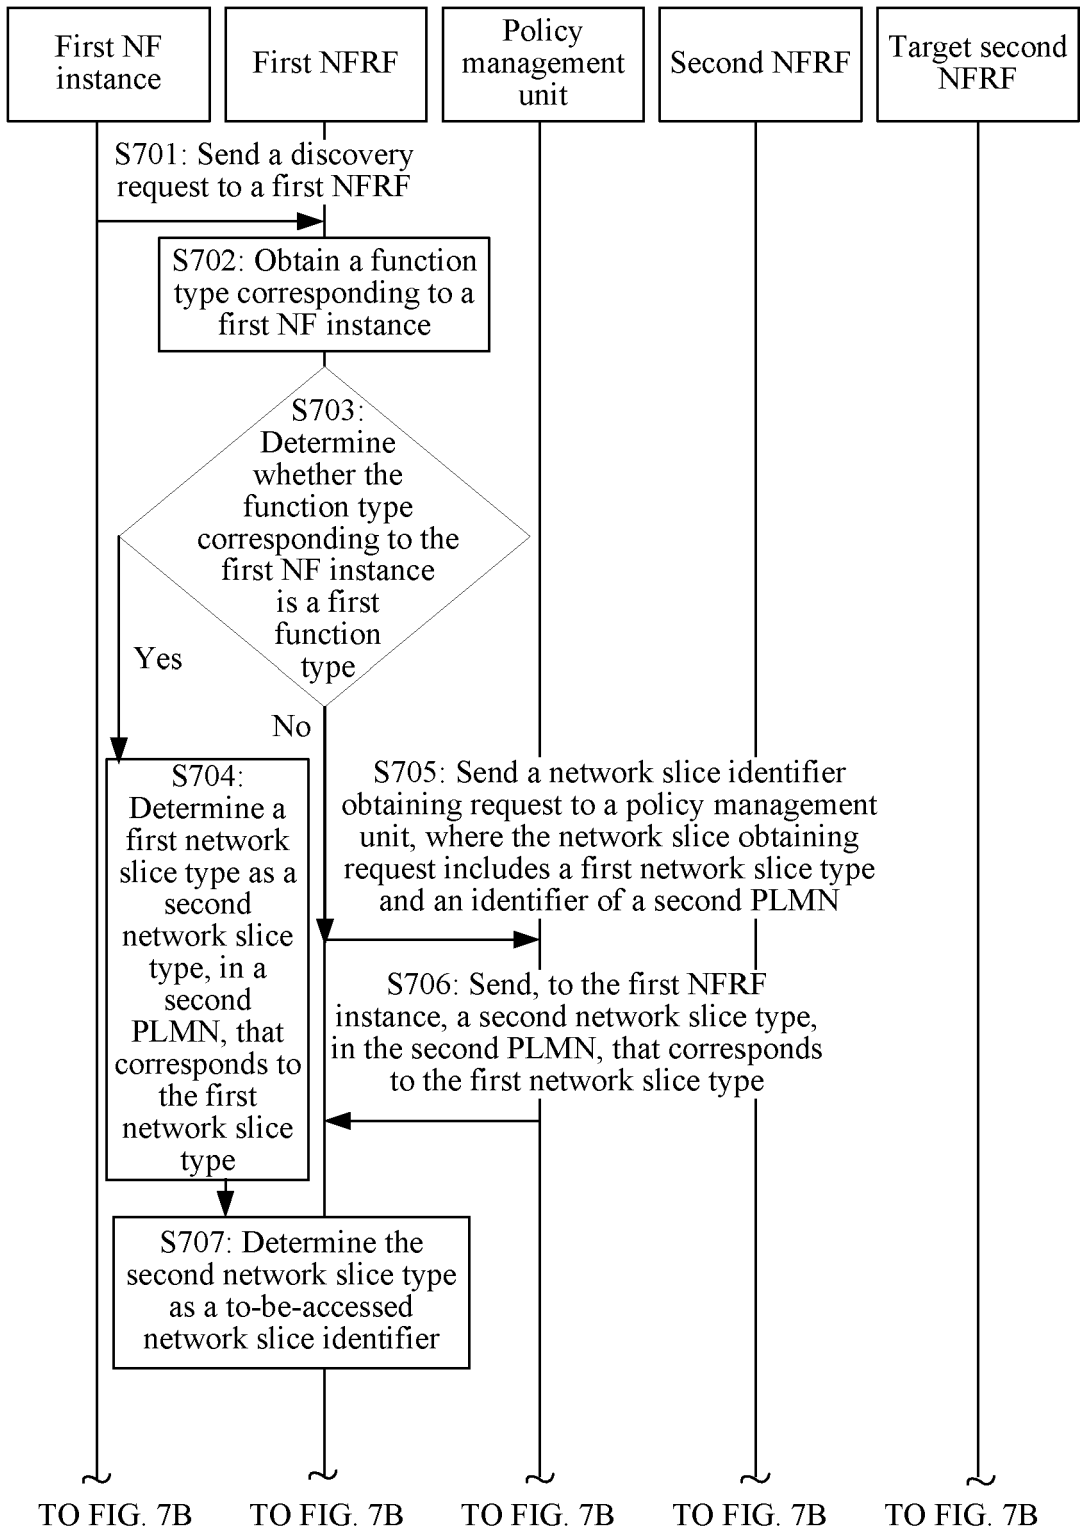 First NF
instance
First NFRF
Policy
management
unit
Second NFRF
Target second
NFRF
S701: Send a discovery
request to a first NFRF
S702: Obtain a function
type corresponding to a
first NF instance
S703:
Determine
whether the
function type
corresponding to the
first NF instance
is a first
function
type
Yes
No
S704:
Determine a
first network
slice type as a
second
network slice
type, in a
second
PLMN, that
corresponds to
the first
network slice
type
S705: Send a network slice identifier
obtaining request to a policy management
unit, where the network slice obtaining
request includes a first network slice type
and an identifier of a second PLMN
S706: Send, to the first NFRF
instance, a second network slice type,
in the second PLMN, that corresponds
to the first network slice type
S707: Determine the
second network slice type
as a to-be-accessed
network slice identifier
TO FIG. 7B
TO FIG. 7B
TO FIG. 7B
TO FIG. 7B
TO FIG. 7B